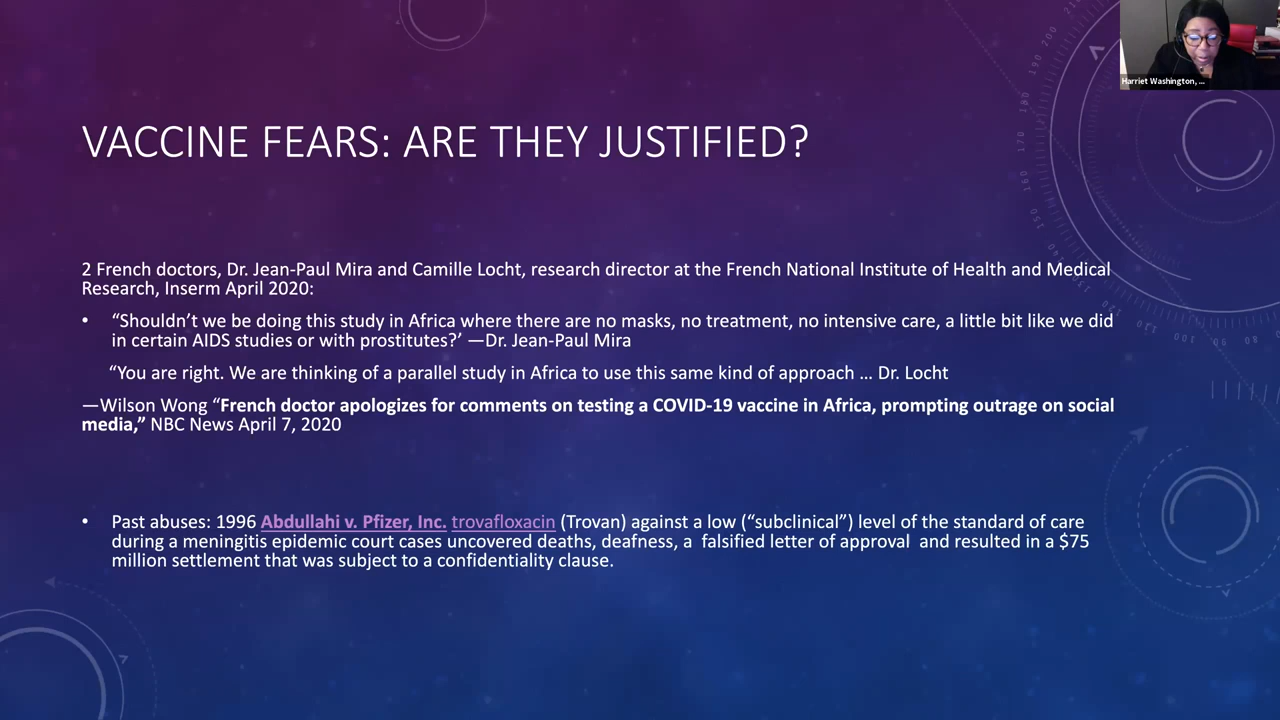 Harriet Washington, ...
VACCINE FEARS: ARE THEY JUSTIFIED?
2 French doctors, Dr. Jean-Paul Mira and Camille Locht, research director at the French National Institute of Health and Medical
Research, Inserm April 2020:
• “Shouldn’t we be doing this study in Africa where there are no masks, no treatment, no intensive care, a little bit like we did
in certain AIDS studies or with prostitutes?’ —Dr. Jean-Paul Mira
“You are right. We are thinking of a parallel study in Africa to use this same kind of approach … Dr. Locht
—Wilson Wong “French doctor apologizes for comments on testing a COVID-19 vaccine in Africa, prompting outrage on social
media,” NBC News April 7, 2020
• Past abuses: 1996 Abdullahi v. Pfizer, Inc. trovafloxacin (Trovan) against a low (“subclinical”) level of the standard of care
during a meningitis epidemic court cases uncovered deaths, deafness, a falsified letter of approval and resulted in a $75
million settlement that was subject to a confidentiality clause.